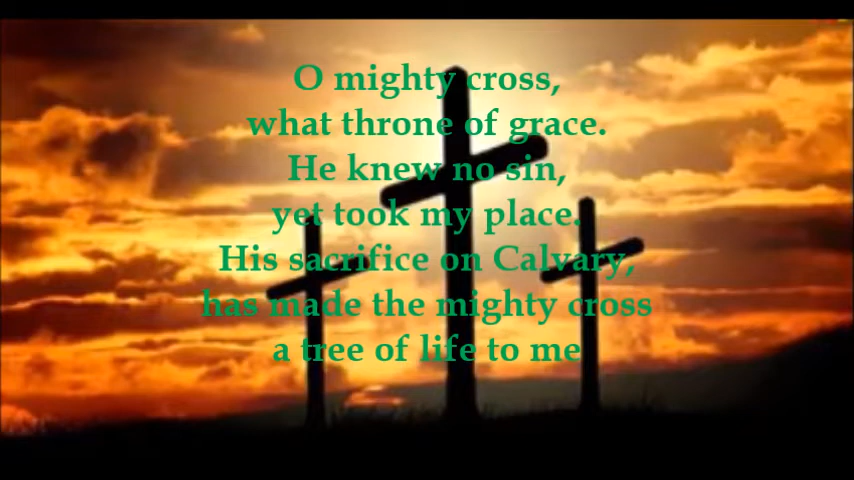 O mighty cross,
what throne of grace.
He knew no sin,
yet took my place.
His sacrifice on Calvary,
has made the mighty cross
a tree of life to me